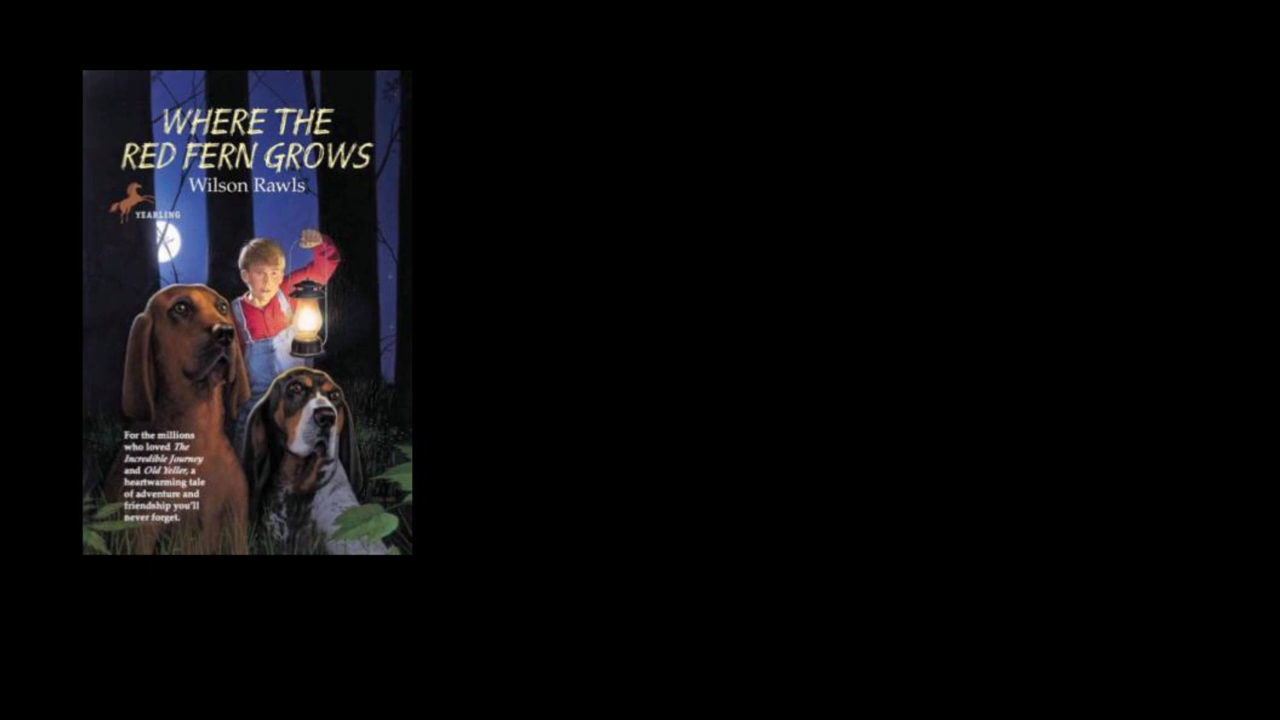 WHERE THE
RED FERN GROWS
Wilson Rawls
YEARLING
For the millions
who loved The
Incredible Journey
and Old Yeller, a
heartwarming tale
of adventure and
friendship you'll
never forget.